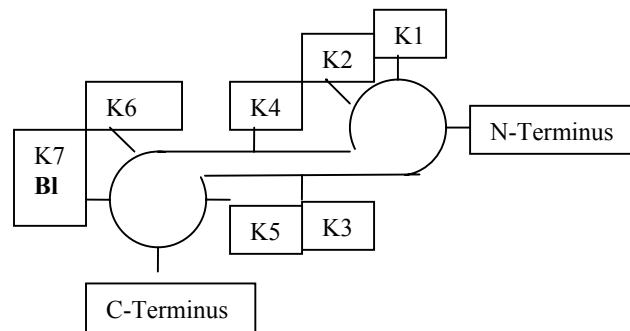 K1
K2
K6
K4
N-Terminus
K7
Bl
K5
K3
C-Terminus